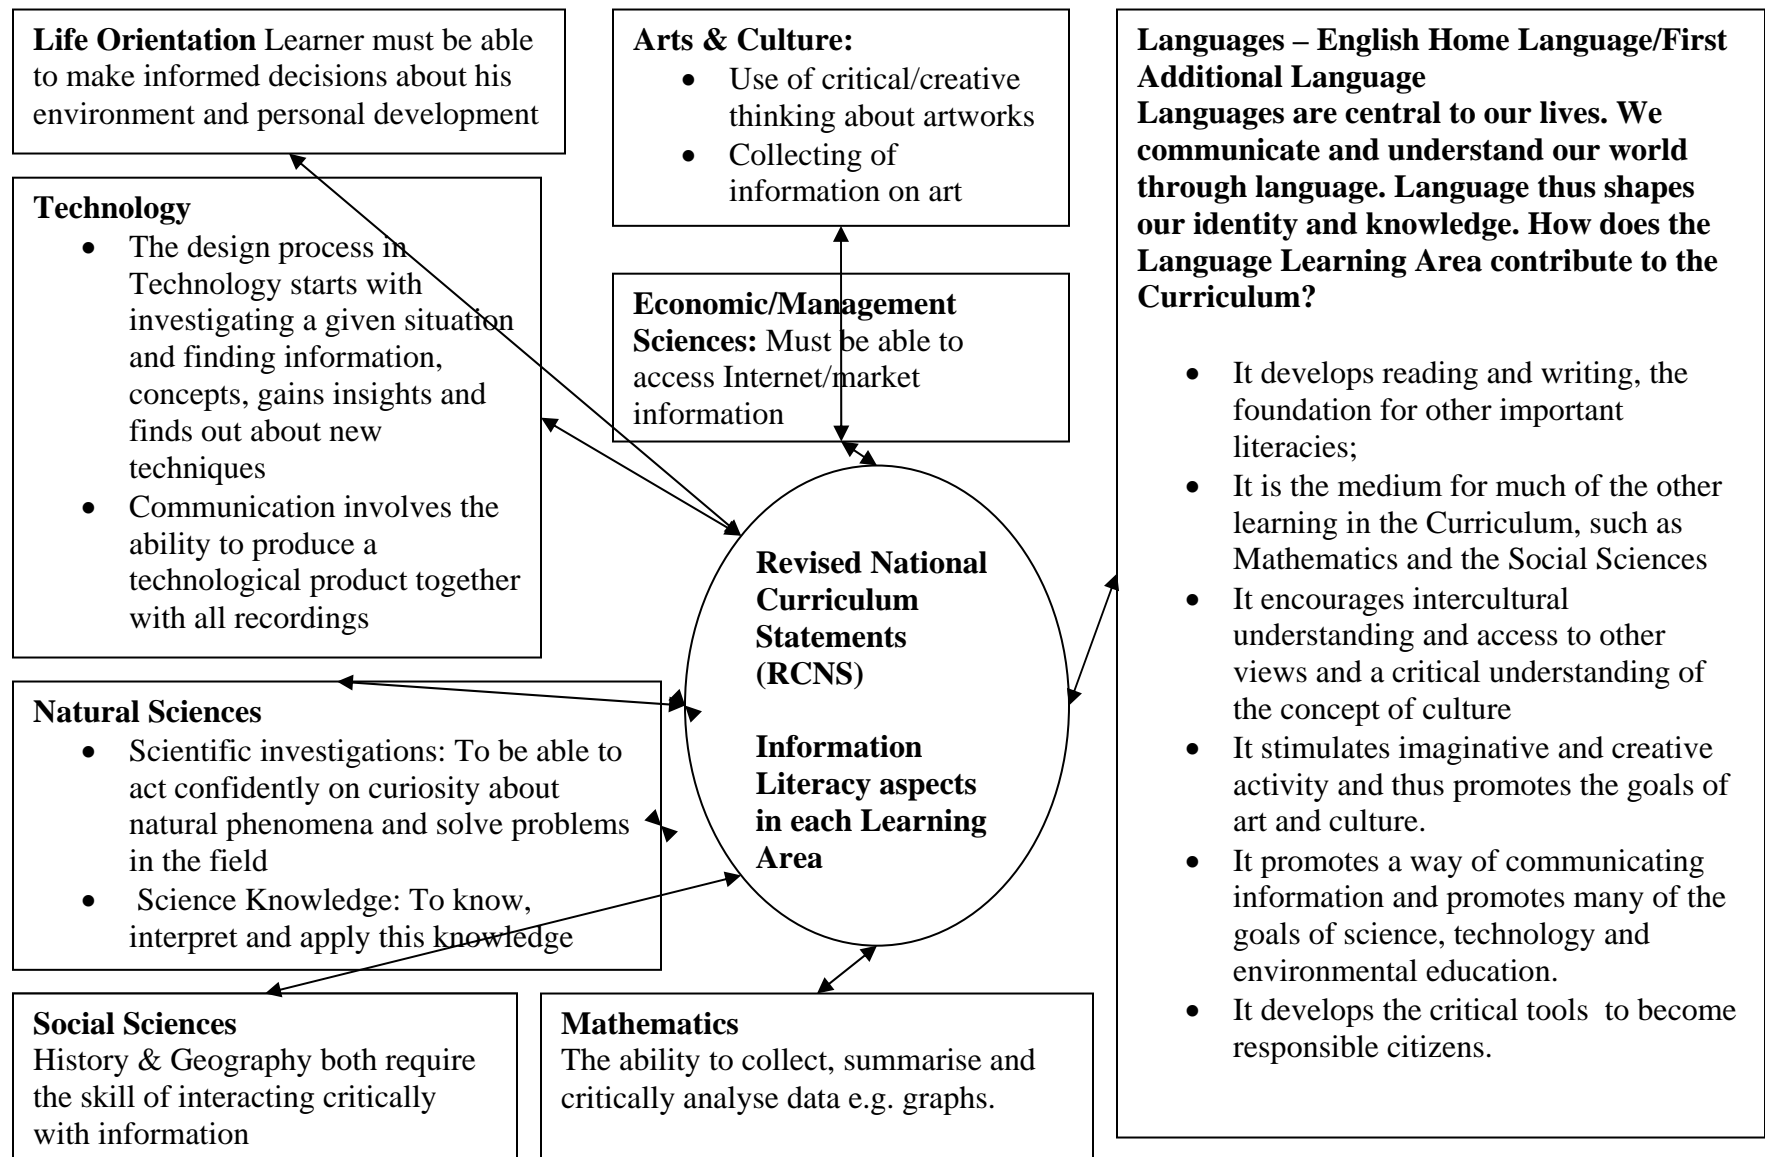 Life Orientation Learner must be able
to make informed decisions about his
environment and personal development
Technology
• The design process in
Technology starts with
investigating a given situation
and finding information,
concepts, gains insights and
finds out about new
techniques
• Communication involves the
ability to produce a
technological product together
with all recordings
Natural Sciences
• Scientific investigations: To be able to
act confidently on curiosity about
natural phenomena and solve problems
in the field
• Science Knowledge: To know,
interpret and apply this knowledge
Social Sciences
History & Geography both require
the skill of interacting critically
with information
Arts & Culture:
• Use of critical/creative
thinking about artworks
• Collecting of
information on art
Economic/Management
Sciences: Must be able to
access Internet/market
information
Revised National
Curriculum
Statements
(RCNS)
Information
Literacy aspects
in each Learning
Area
Mathematics
The ability to collect, summarise and
critically analyse data e.g. graphs.
Languages – English Home Language/First
Additional Language
Languages are central to our lives. We
communicate and understand our world
through language. Language thus shapes
our identity and knowledge. How does the
Language Learning Area contribute to the
Curriculum?
• It develops reading and writing, the
foundation for other important
literacies;
• It is the medium for much of the other
learning in the Curriculum, such as
Mathematics and the Social Sciences
• It encourages intercultural
understanding and access to other
views and a critical understanding of
the concept of culture
• It stimulates imaginative and creative
activity and thus promotes the goals of
art and culture.
• It promotes a way of communicating
information and promotes many of the
goals of science, technology and
environmental education.
• It develops the critical tools to become
responsible citizens.